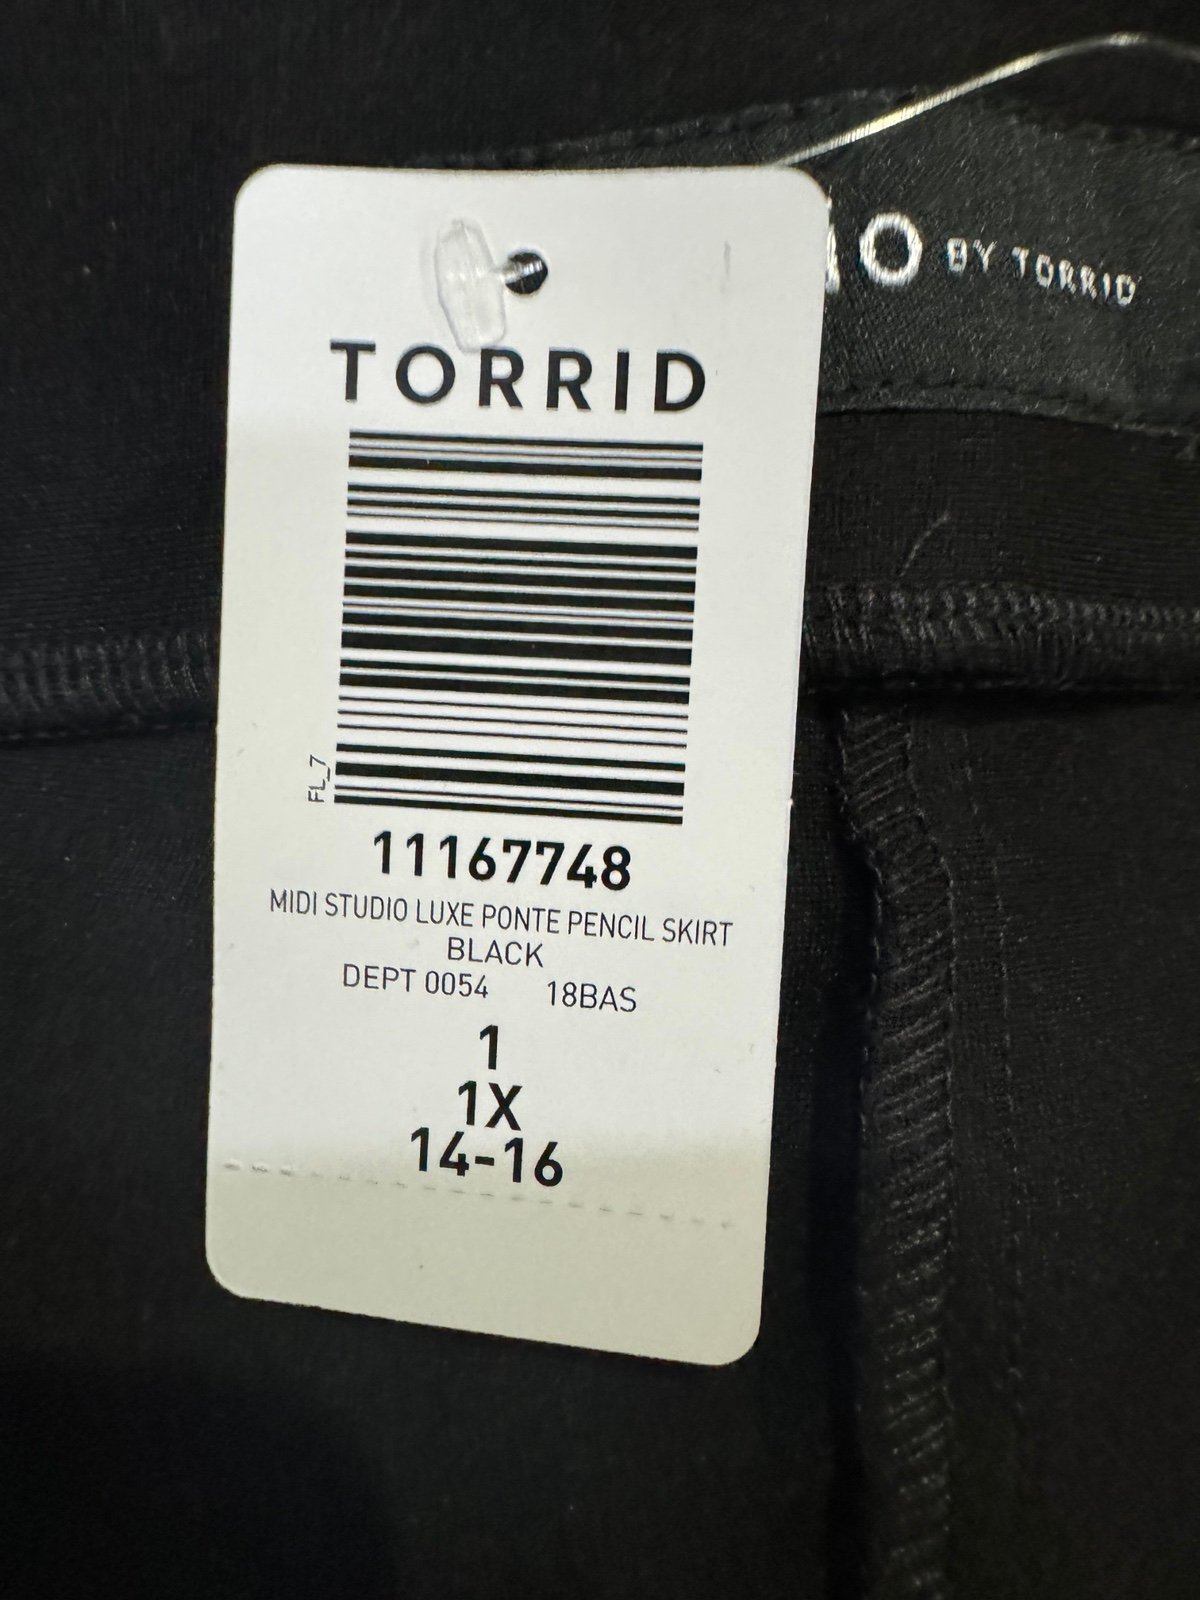 O BY TORRID
TORRID
FL_7
11167748
MIDI STUDIO LUXE PONTE PENCIL SKIRT
BLACK
DEPT 0054 18BAS
1
1X
14-16